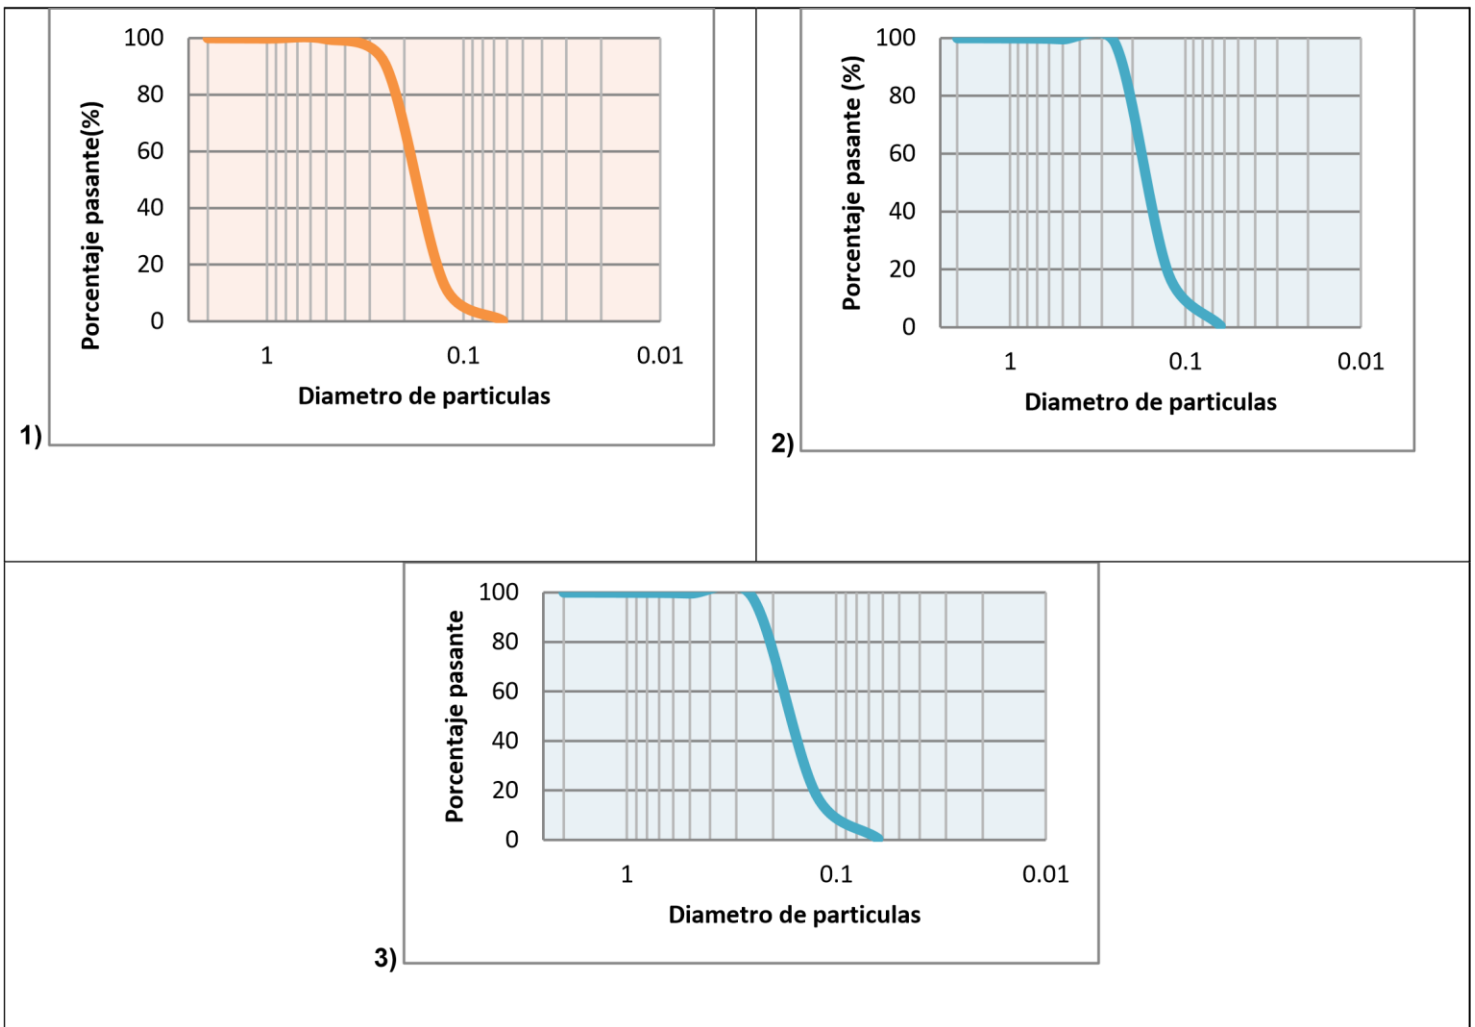 Porcentaje pasante(%)
100
80
60
40
20
0
1 0.1 0.01
Diametro de particulas
1)
Porcentaje pasante (%)
100
80
60
40
20
0
1 0.1 0.01
Diametro de particulas
2)
Porcentaje pasante
100
80
60
40
20
0
1 0.1 0.01
Diametro de particulas
3)